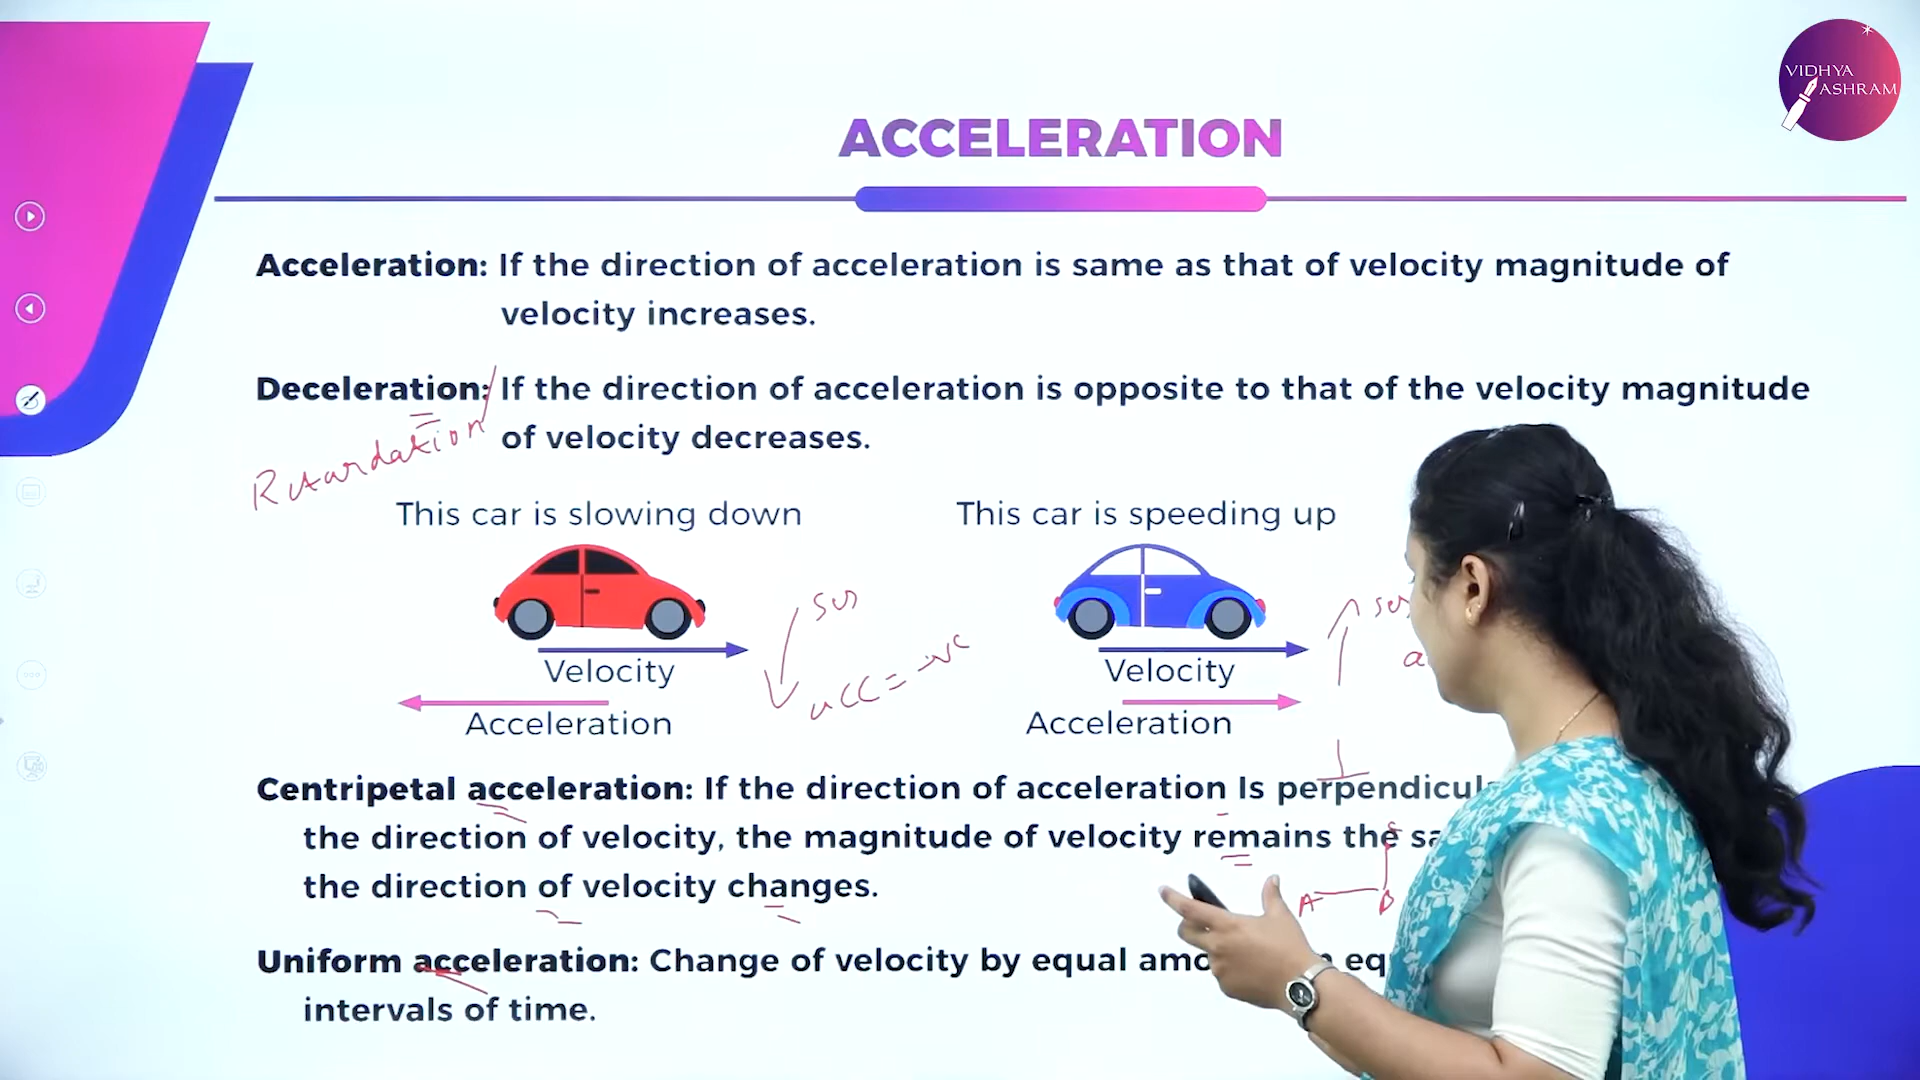 VIDHYA
ASHRAM
ACCELERATION
Acceleration: If the direction of acceleration is same as that of velocity magnitude of
velocity increases.
Deceleration: If the direction of acceleration is opposite to that of the velocity magnitude
of velocity decreases.
Retardation
This car is slowing down
This car is speeding up
Velocity
acc = -ve
Acceleration
Velocity
Acceleration
Centripetal acceleration: If the direction of acceleration Is
the direction of velocity, the magnitude of velocity remains the
the direction of velocity changes.
A B
Uniform acceleration: Change of velocity by equal
intervals of time.